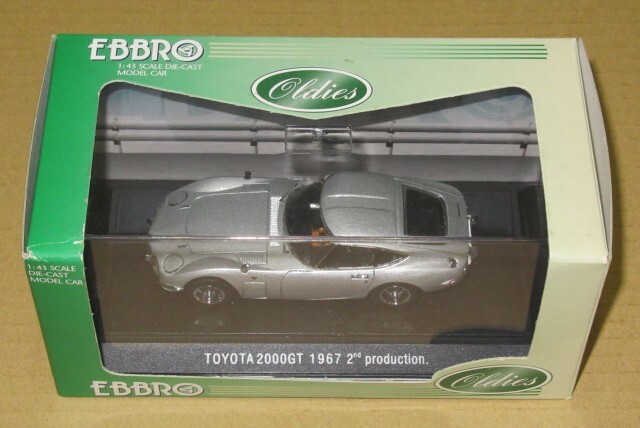 EBBRO
1:43 SCALE DIE-CAST
MODEL CAR
Oldies
1:43 SCALE
DIE-CAST
MODEL CAR
TOYOTA 2000GT 1967 2nd production.
EBBRO
Oldies